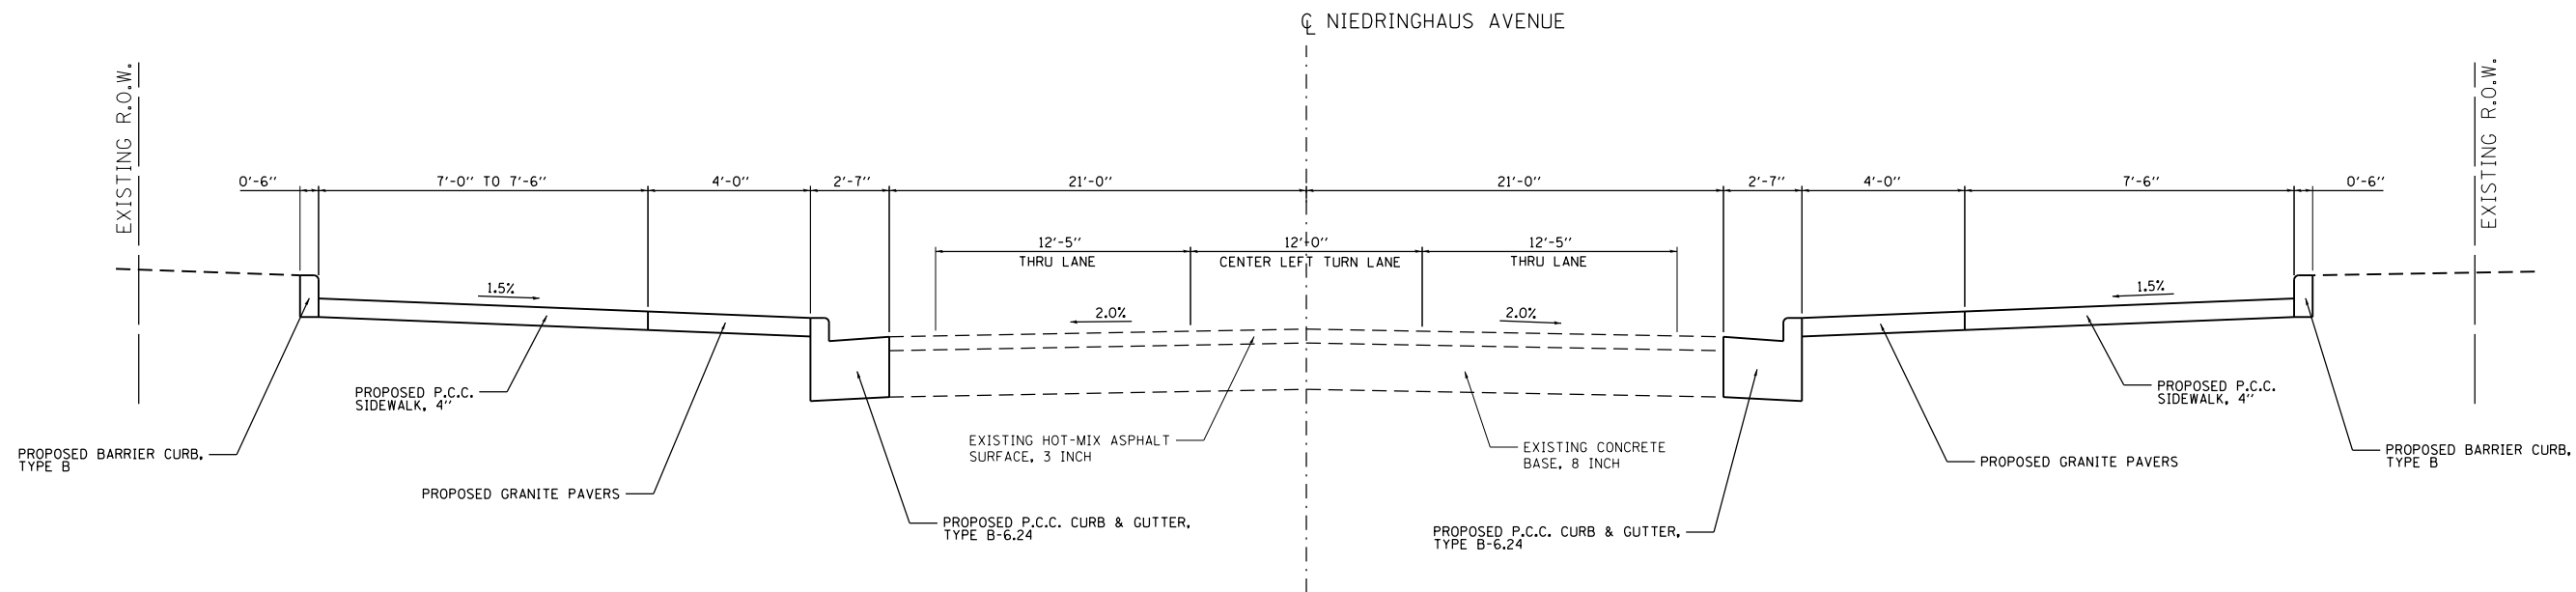 ℄ NIEDRINGHAUS AVENUE
EXISTING R.O.W.
EXISTING R.O.W.
0'-6"
7'-0" TO 7'-6"
4'-0"
2'-7"
21'-0"
21'-0"
2'-7"
4'-0"
7'-6"
0'-6"
12'-5"
THRU LANE
12'-0"
CENTER LEFT TURN LANE
12'-5"
THRU LANE
1.5%
2.0%
2.0%
1.5%
PROPOSED P.C.C.
SIDEWALK, 4"
PROPOSED BARRIER CURB,
TYPE B
PROPOSED GRANITE PAVERS
PROPOSED P.C.C. CURB & GUTTER,
TYPE B-6.24
EXISTING HOT-MIX ASPHALT
SURFACE, 3 INCH
EXISTING CONCRETE
BASE, 8 INCH
PROPOSED P.C.C. CURB & GUTTER,
TYPE B-6.24
PROPOSED GRANITE PAVERS
PROPOSED P.C.C.
SIDEWALK, 4"
PROPOSED BARRIER CURB,
TYPE B